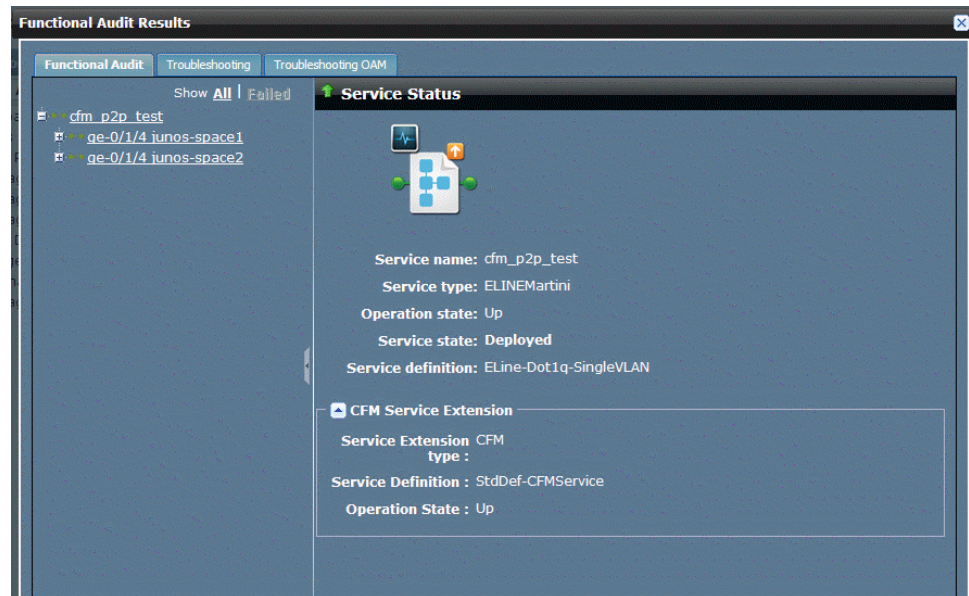 Functional Audit Results
Functional Audit Troubleshooting Troubleshooting OAM
Show All | Failed
cfm_p2p_test
ge-0/1/4 junos-space1
ge-0/1/4 junos-space2
Service Status
Service name: cfm_p2p_test
Service type: ELINEMartini
Operation state: Up
Service state: Deployed
Service definition: ELine-Dot1q-SingleVLAN
CFM Service Extension
Service Extension CFM
type :
Service Definition : StdDef-CFMService
Operation State : Up